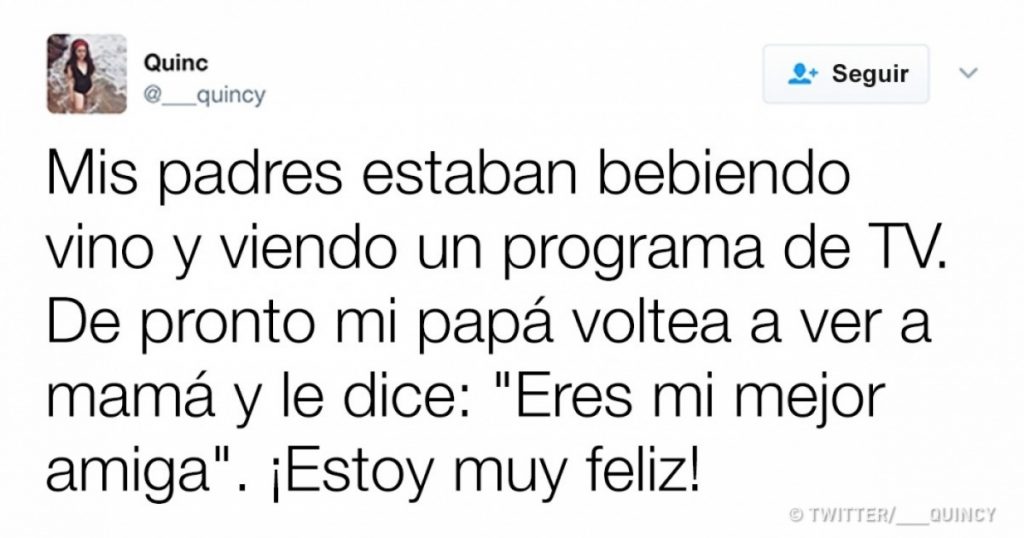 Quinc
@___quincy
Seguir
Mis padres estaban bebiendo
vino y viendo un programa de TV.
De pronto mi papá voltea a ver a
mamá y le dice: "Eres mi mejor
amiga". ¡Estoy muy feliz!
© TWITTER/___QUINCY